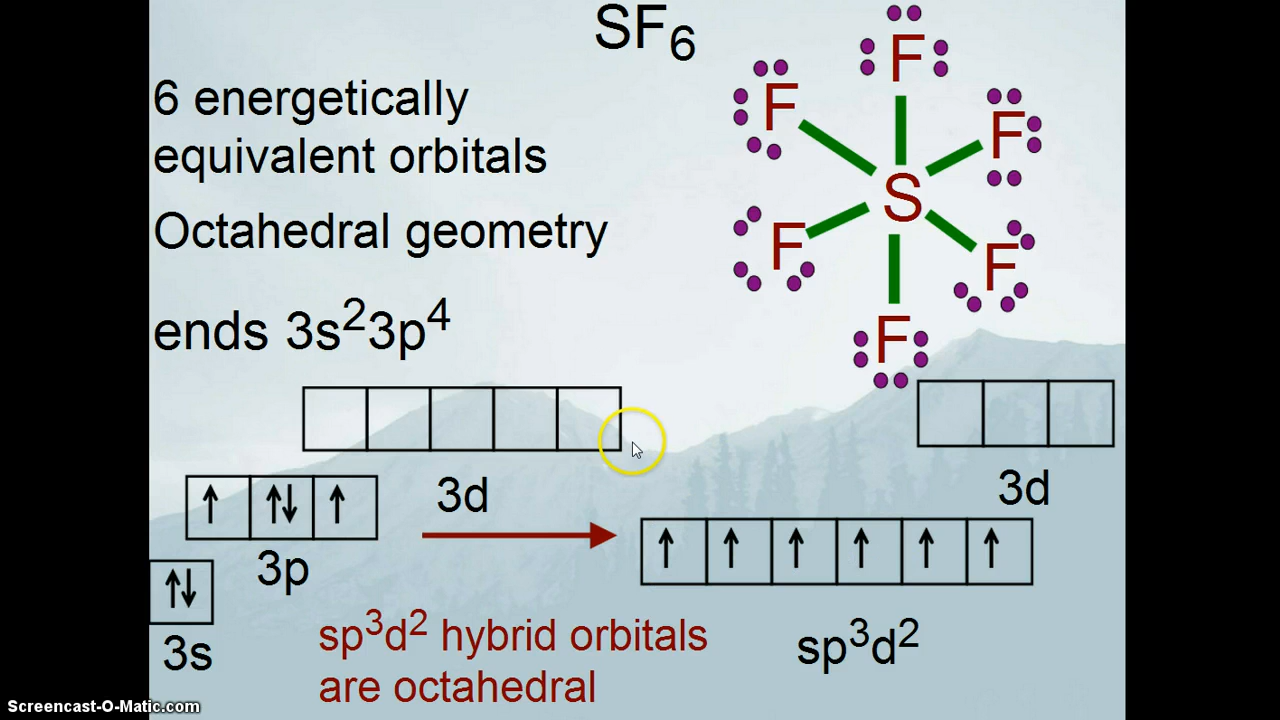 SF6
6 energetically
equivalent orbitals
Octahedral geometry
ends 3s²3p⁴
F
F
F
S
F
F
F
3d
3d
3p
3s
sp³d² hybrid orbitals
are octahedral
sp³d²
Screencast-O-Matic.com